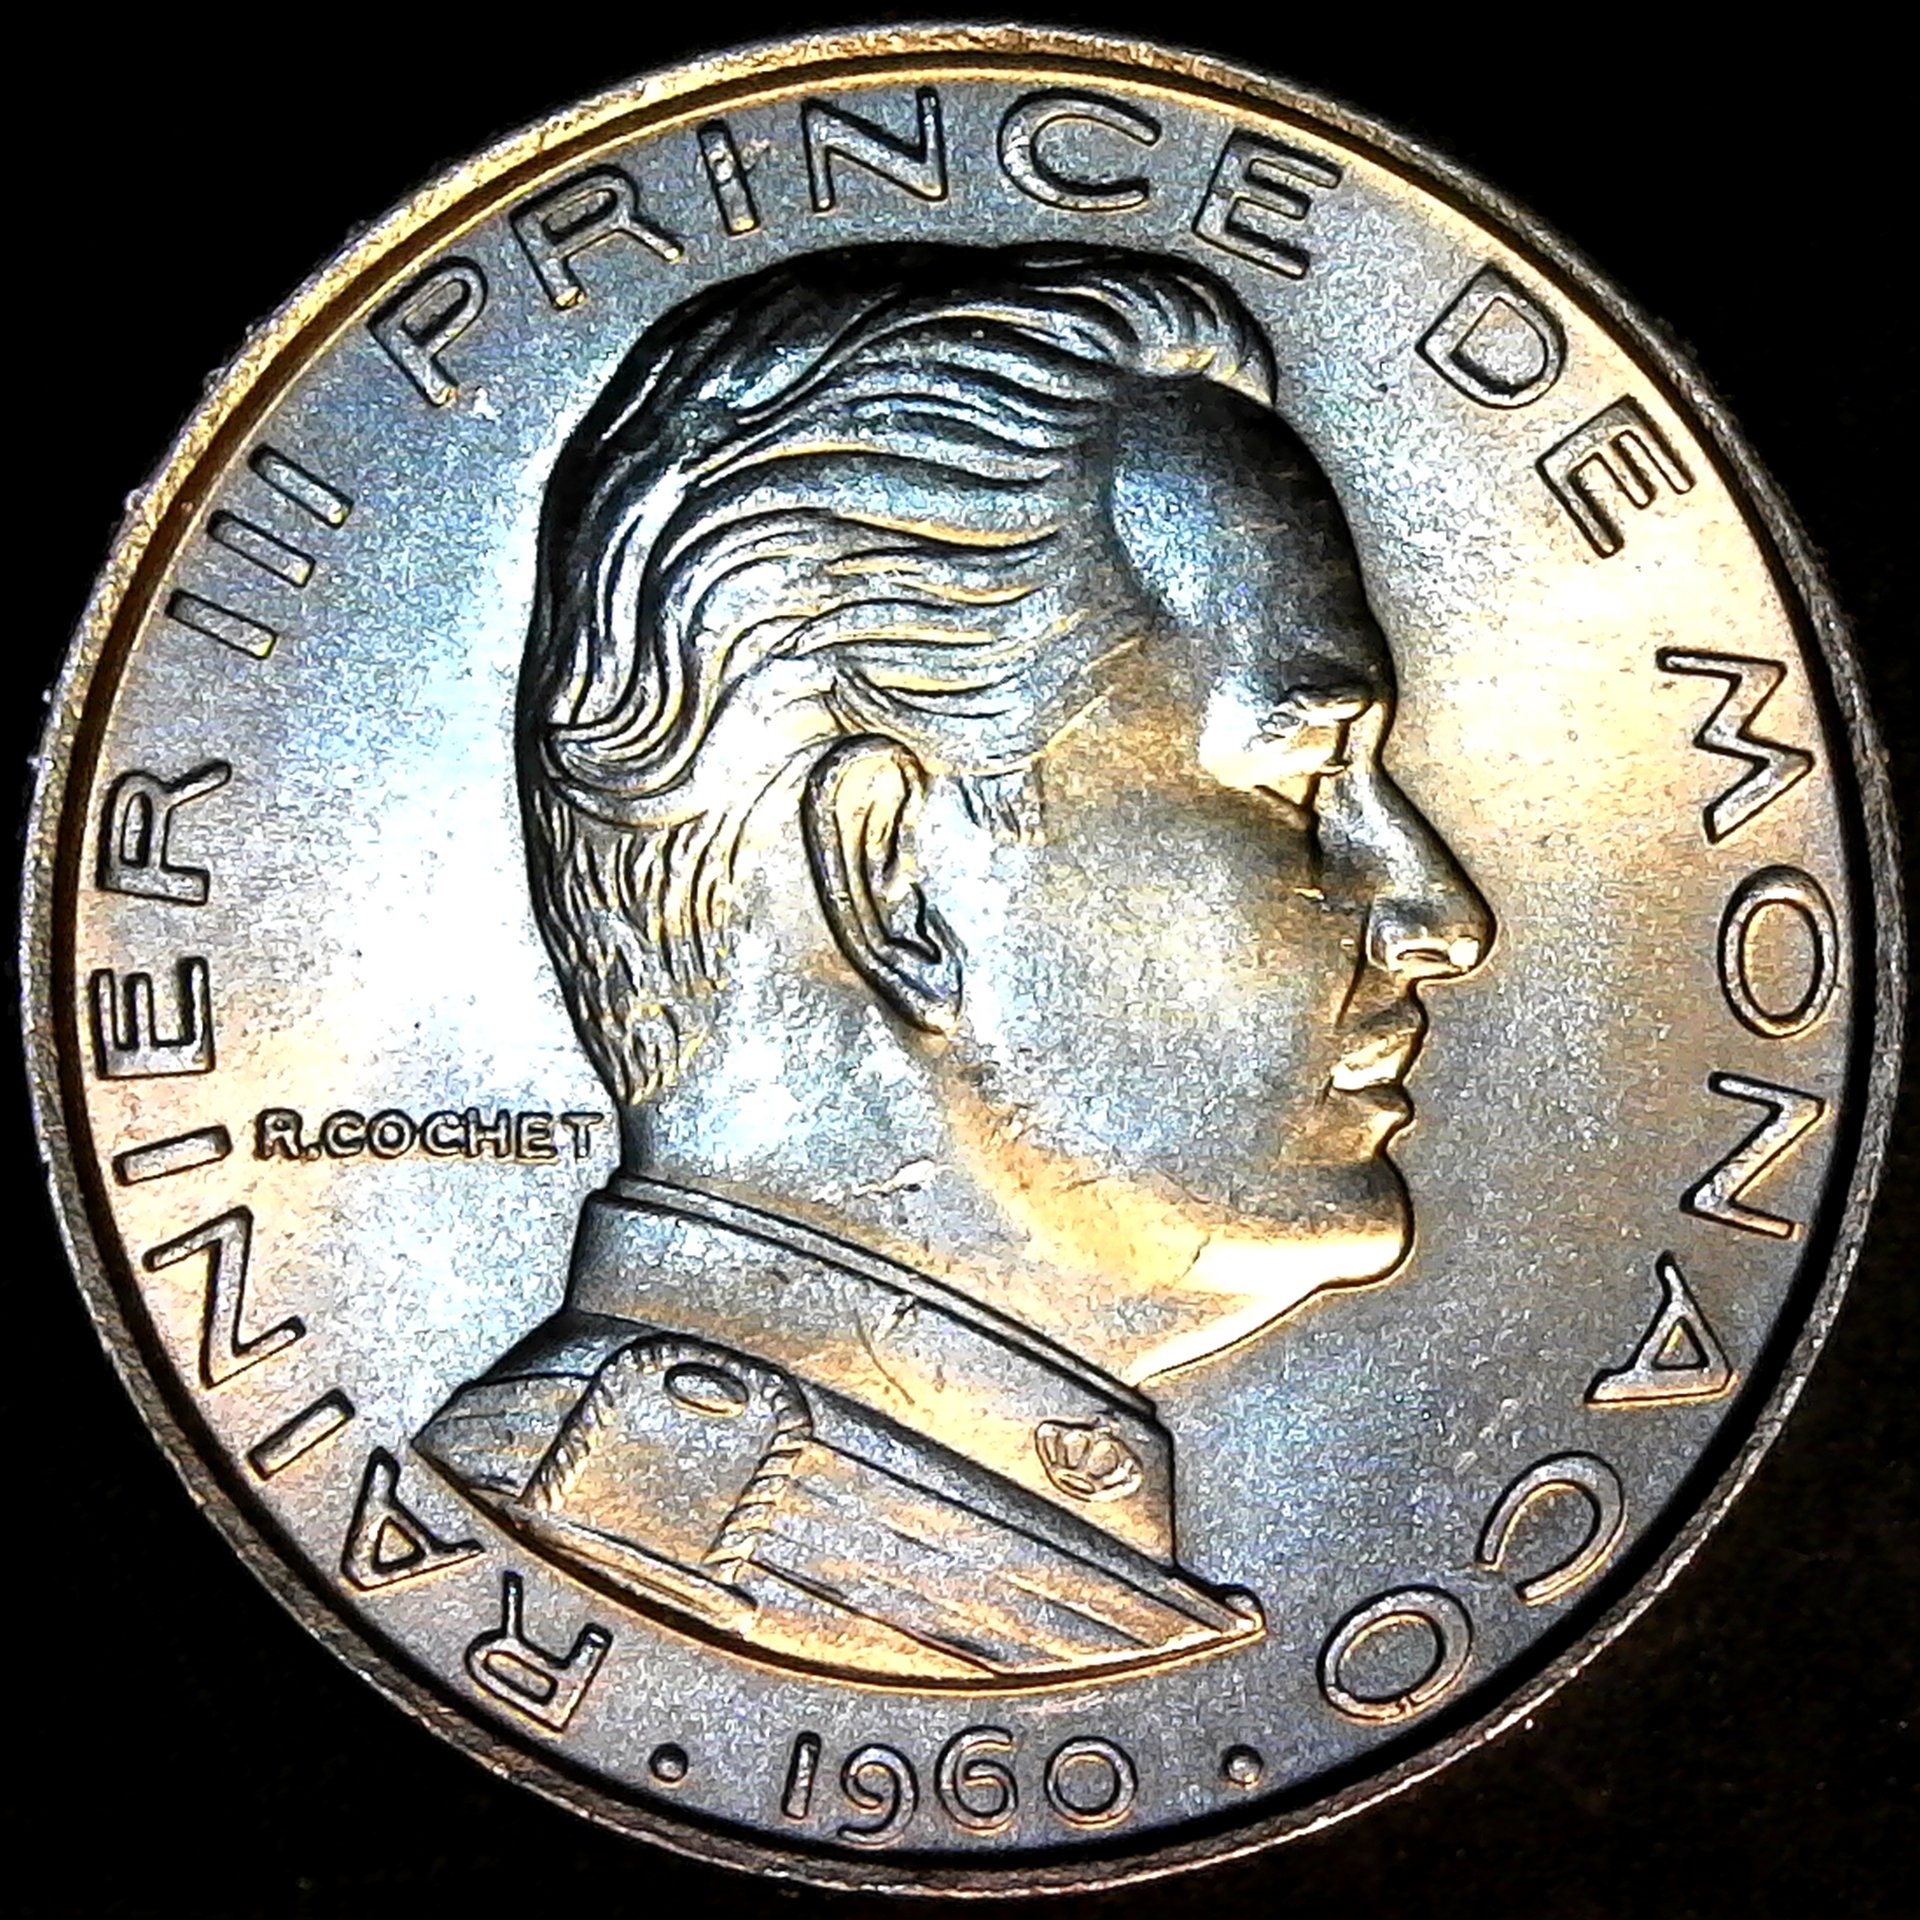 RAINIER III PRINCE DE MONACO
R.COCHET
· 1960 ·